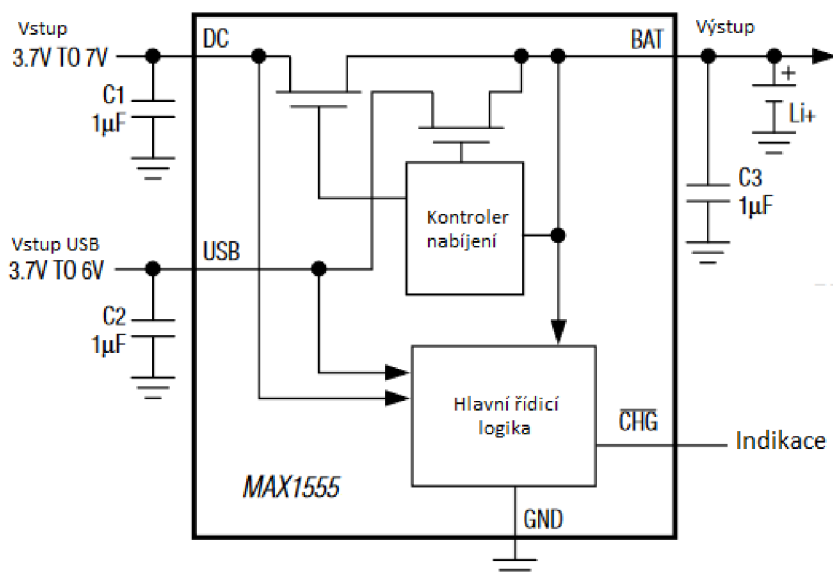 Vstup
3.7V TO 7V
C1
1µF
DC
BAT
Výstup
+
Li+
C3
1µF
Kontroler
nabíjení
Vstup USB
3.7V TO 6V
USB
C2
1µF
Hlavní řídicí
logika
CHG
Indikace
MAX1555
GND